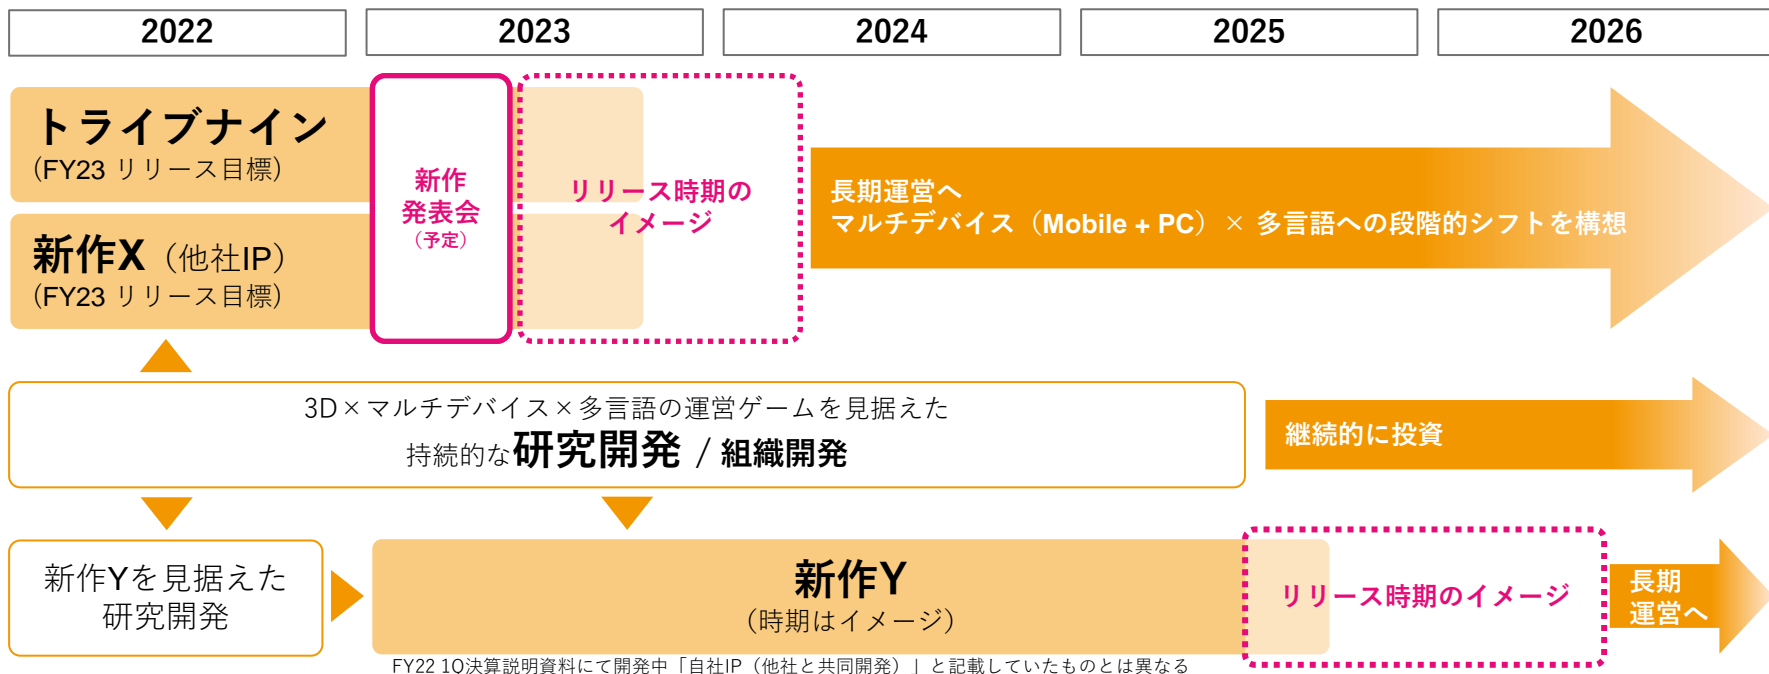 2022
2023
2024
2025
2026
トライブナイン
(FY23 リリース目標)
新作X（他社IP）
(FY23 リリース目標)
新作
発表会
（予定）
リリース時期の
イメージ
長期運営へ
マルチデバイス（Mobile + PC）× 多言語への段階的シフトを構想
3D×マルチデバイス×多言語の運営ゲームを見据えた
持続的な研究開発 / 組織開発
継続的に投資
新作Yを見据えた
研究開発
新作Y
（時期はイメージ）
リリース時期のイメージ
長期
運営へ
FY22 1Q決算説明資料にて開発中「自社IP（他社と共同開発）」と記載していたものとは異なる